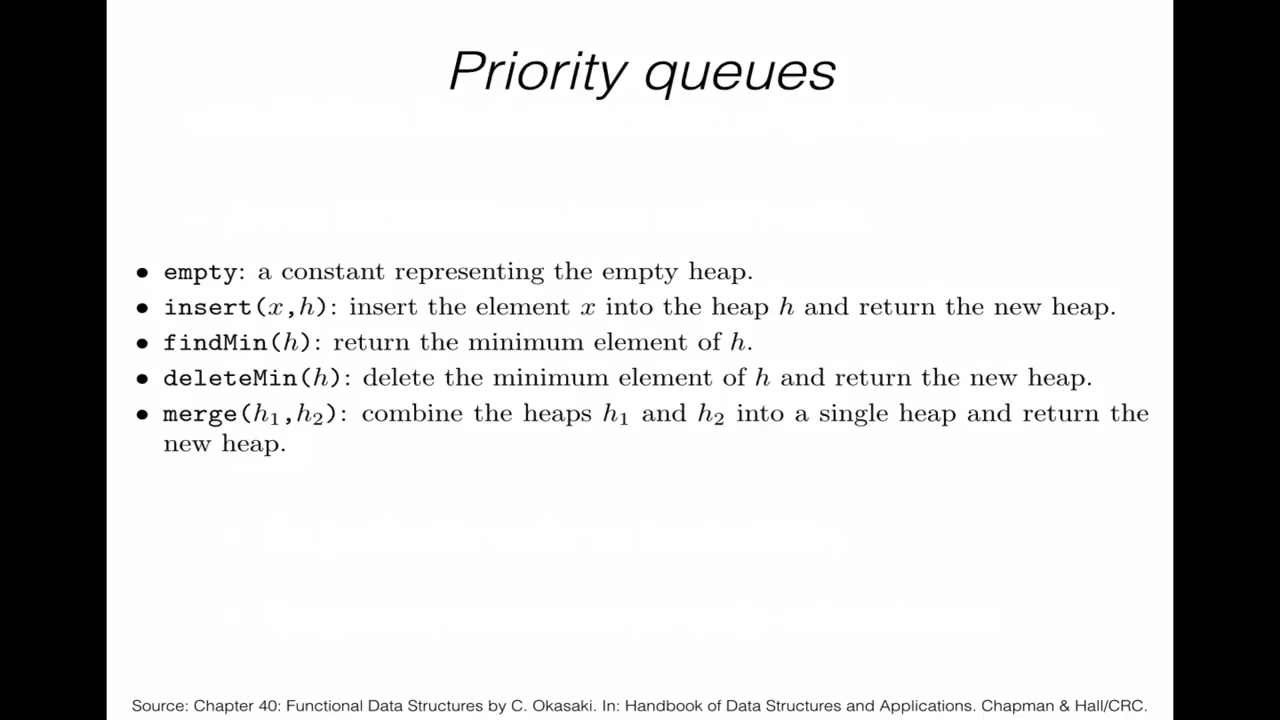 Priority queues
• empty: a constant representing the empty heap.
• insert(x,h): insert the element x into the heap h and return the new heap.
• findMin(h): return the minimum element of h.
• deleteMin(h): delete the minimum element of h and return the new heap.
• merge(h₁,h₂): combine the heaps h₁ and h₂ into a single heap and return the
new heap.
Source: Chapter 40: Functional Data Structures by C. Okasaki. In: Handbook of Data Structures and Applications. Chapman & Hall/CRC.